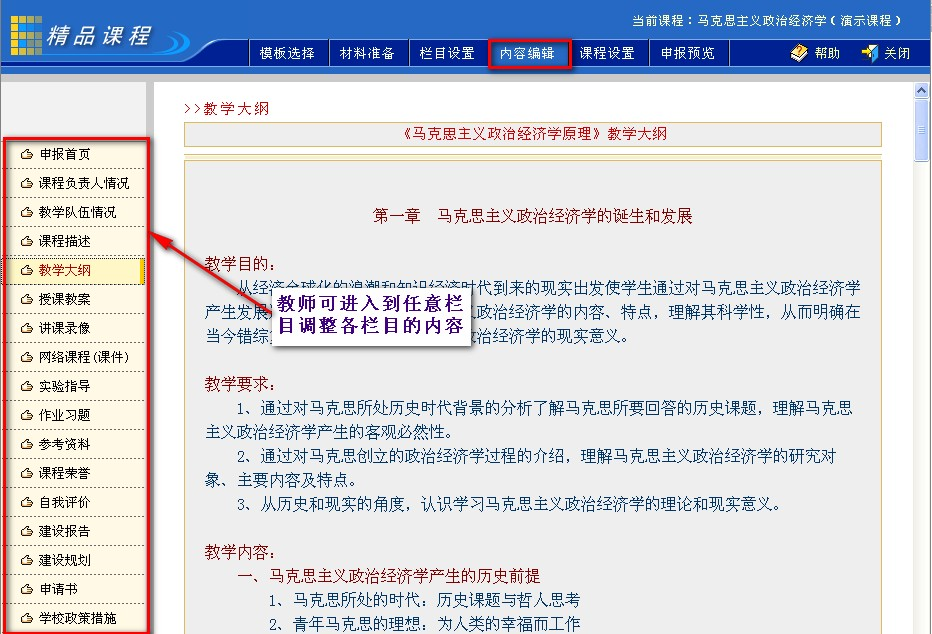 当前课程：马克思主义政治经济学(演示课程)
精品课程
模板选择 材料准备 栏目设置 内容编辑 课程设置 申报预览 帮助 关闭
>>教学大纲
《马克思主义政治经济学原理》教学大纲
申报首页
课程负责人情况
教学队伍情况
课程描述
教学大纲
授课教案
讲课录像
网络课程(课件)
实验指导
作业习题
参考资料
课程荣誉
自我评价
建设报告
建设规划
申请书
学校政策措施
第一章 马克思主义政治经济学的诞生和发展
教学目的：
从经济全球化的浪潮和知识经济时代到来的现实出发使学生通过对马克思主义政治经济学
产生发展 政治经济学的内容、特点，理解其科学性，从而明确在
当今错综 政治经济学的现实意义。
教师可进入到任意栏
目调整各栏目的内容
教学要求：
1、通过对马克思所处历史时代背景的分析了解马克思所要回答的历史课题，理解马克思
主义政治经济学产生的客观必然性。
2、通过对马克思创立的政治经济学过程的介绍，理解马克思主义政治经济学的研究对
象、主要内容及特点。
3、从历史和现实的角度，认识学习马克思主义政治经济学的理论和现实意义。
教学内容：
一、马克思主义政治经济学产生的历史前提
1、马克思所处的时代：历史课题与哲人思考
2、青年马克思的理想：为人类的幸福而工作